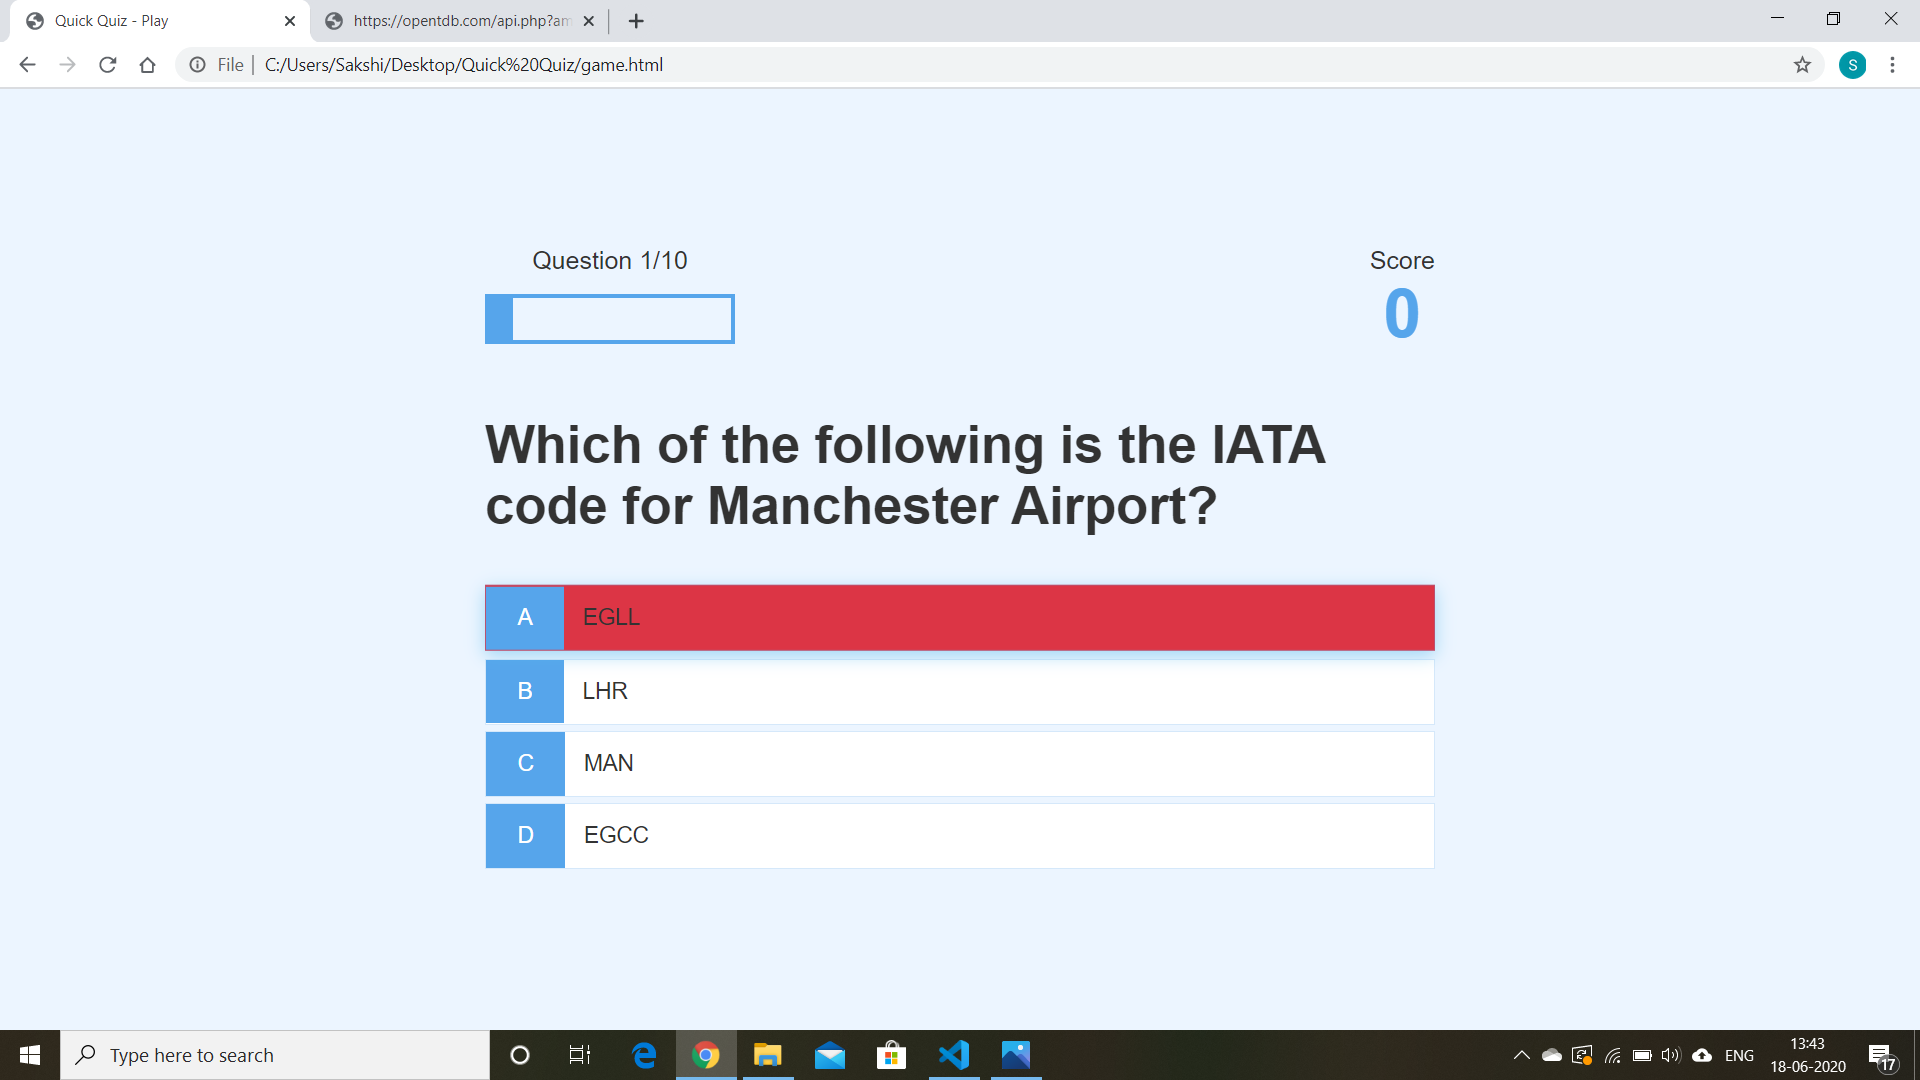 Quick Quiz - Play
https://opentdb.com/api.php?am
File
C:/Users/Sakshi/Desktop/Quick%20Quiz/game.html
S
Question 1/10
Score
0
Which of the following is the IATA
code for Manchester Airport?
A EGLL
B LHR
C MAN
D EGCC
Type here to search
ENG
13:43
18-06-2020
17